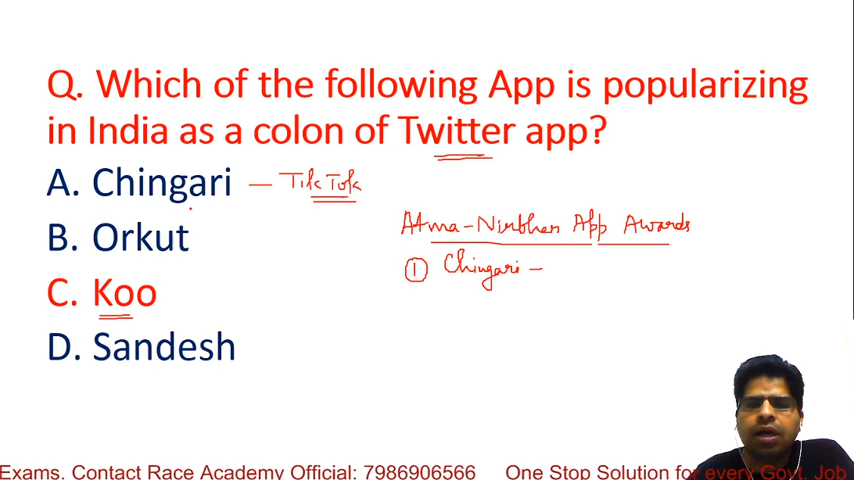 Q. Which of the following App is popularizing
in India as a colon of Twitter app?
A. Chingari – TikTok
B. Orkut
Atma-Nirbhar App Awards
① Chingari –
C. Koo
D. Sandesh
Exams. Contact Race Academy Official: 7986906566 One Stop Solution for every Govt. Job